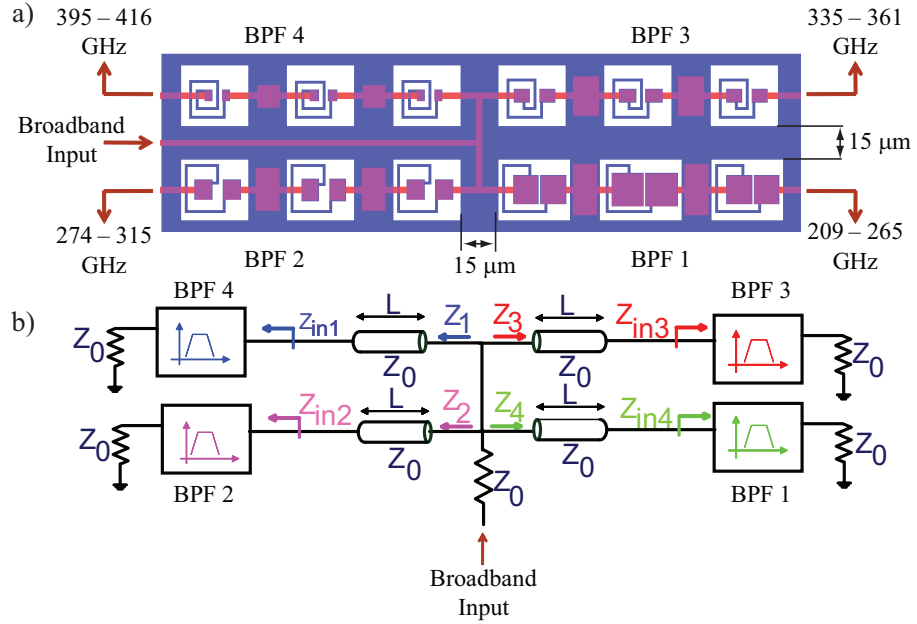 a)
395 – 416
GHz
BPF 4
BPF 3
335–361
GHz
Broadband
Input
15 μm
274 – 315
GHz
BPF 2
15 μm
BPF 1
209 – 265
GHz
b)
BPF 4
L
L
BPF 3
Zin1
Z1
Z3
Zin3
Z0
Z0
Z0
Z0
L
L
Zin2
Z2
Z4
Zin4
Z0
Z0
Z0
Z0
Z0
BPF 2
BPF 1
Broadband
Input